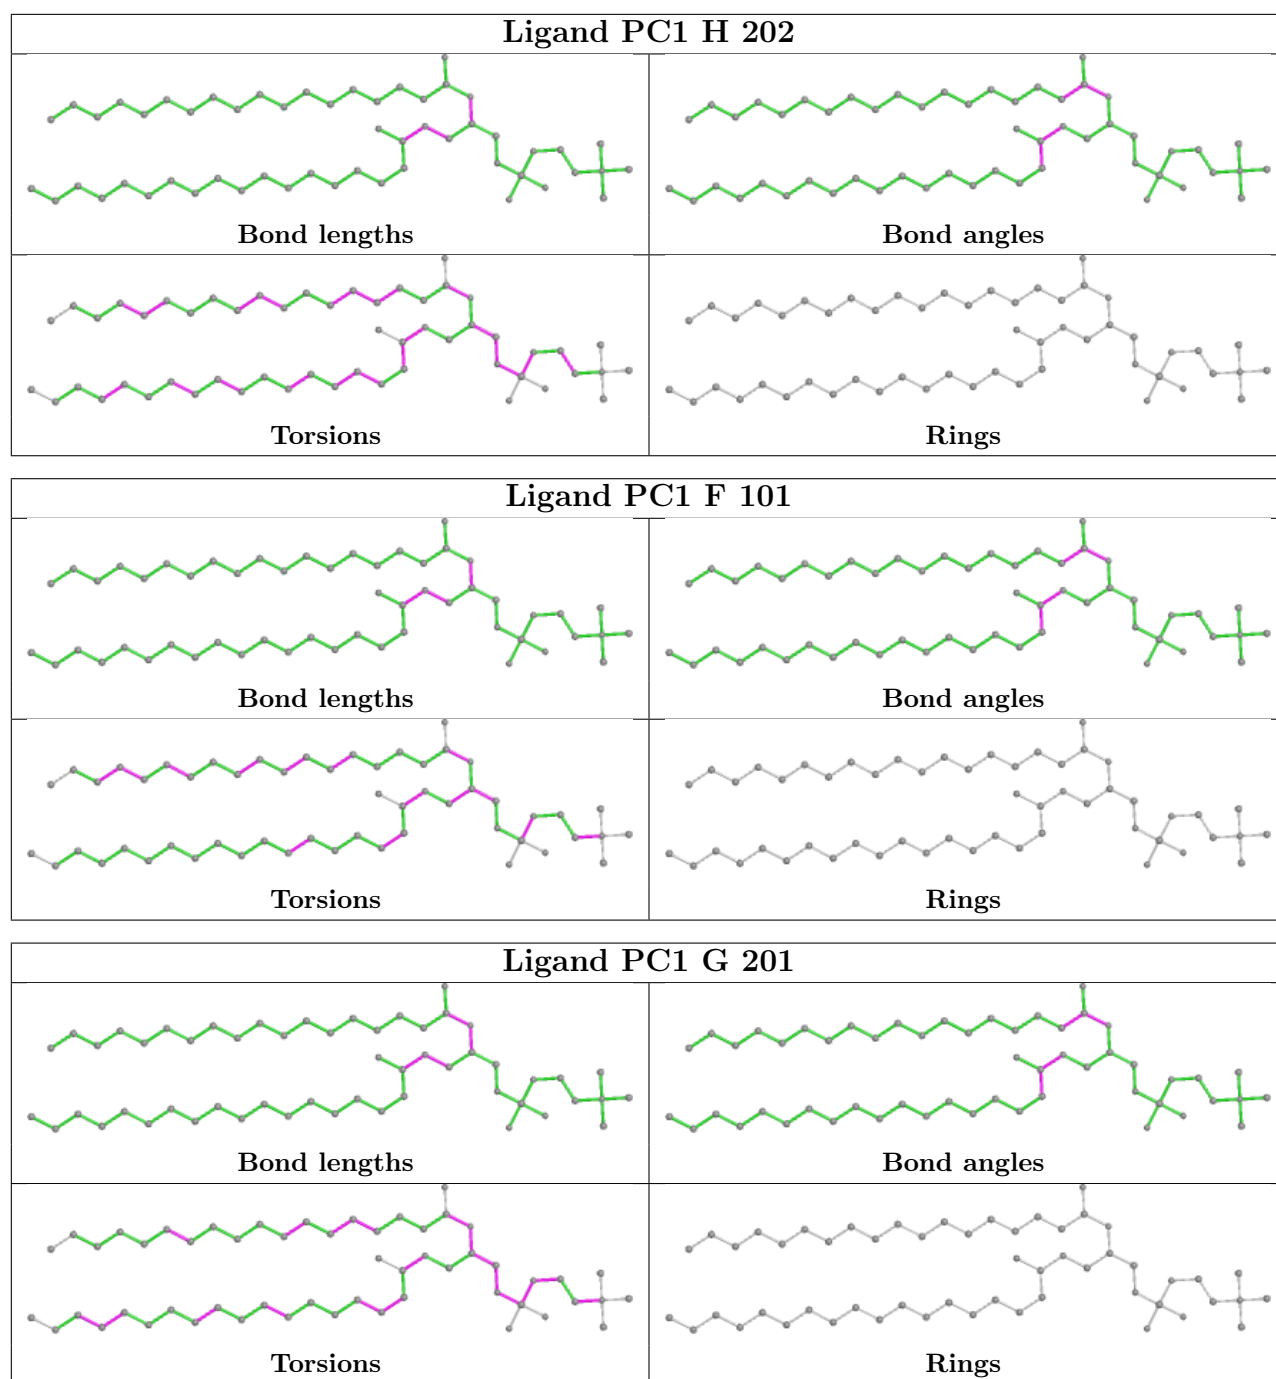 Ligand PC1 H 202
Bond lengths
Bond angles
Torsions
Rings
Ligand PC1 F 101
Bond lengths
Bond angles
Torsions
Rings
Ligand PC1 G 201
Bond lengths
Bond angles
Torsions
Rings